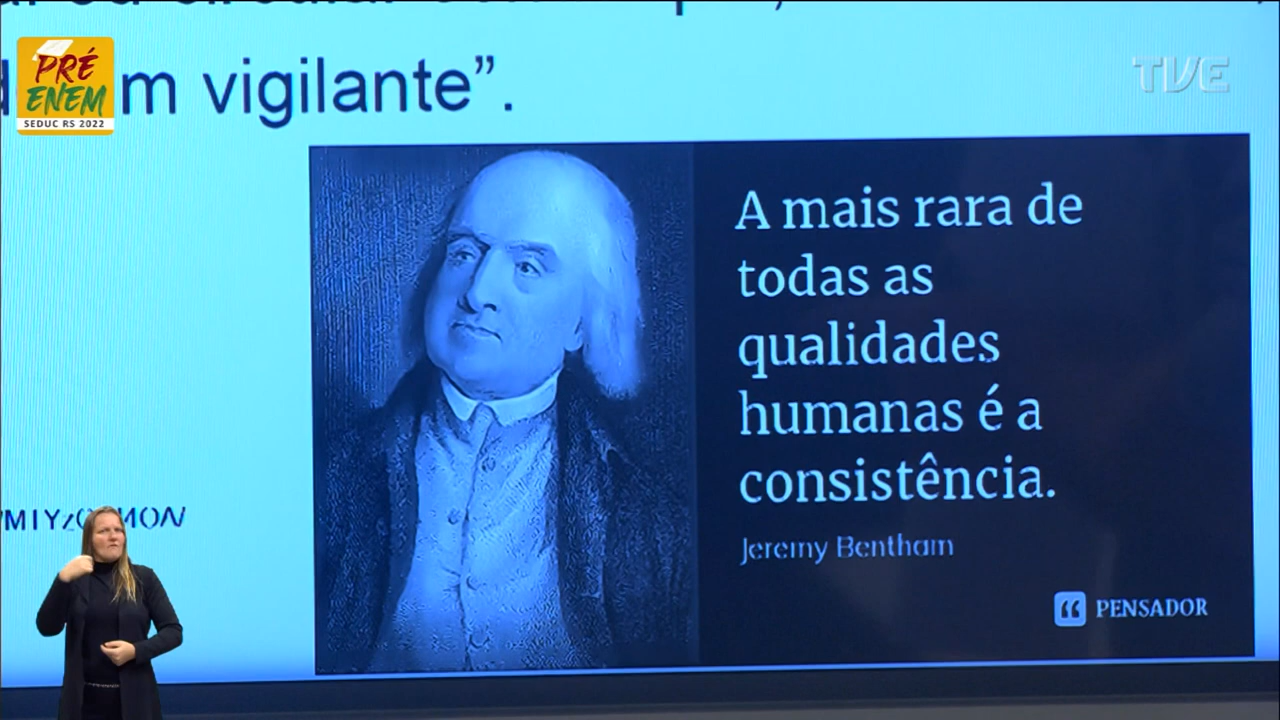 vigilante”.
PRÉ
ENEM
SEDUC RS 2022
TVE
A mais rara de
todas as
qualidades
humanas é a
consistência.
Jeremy Bentham
PENSADOR